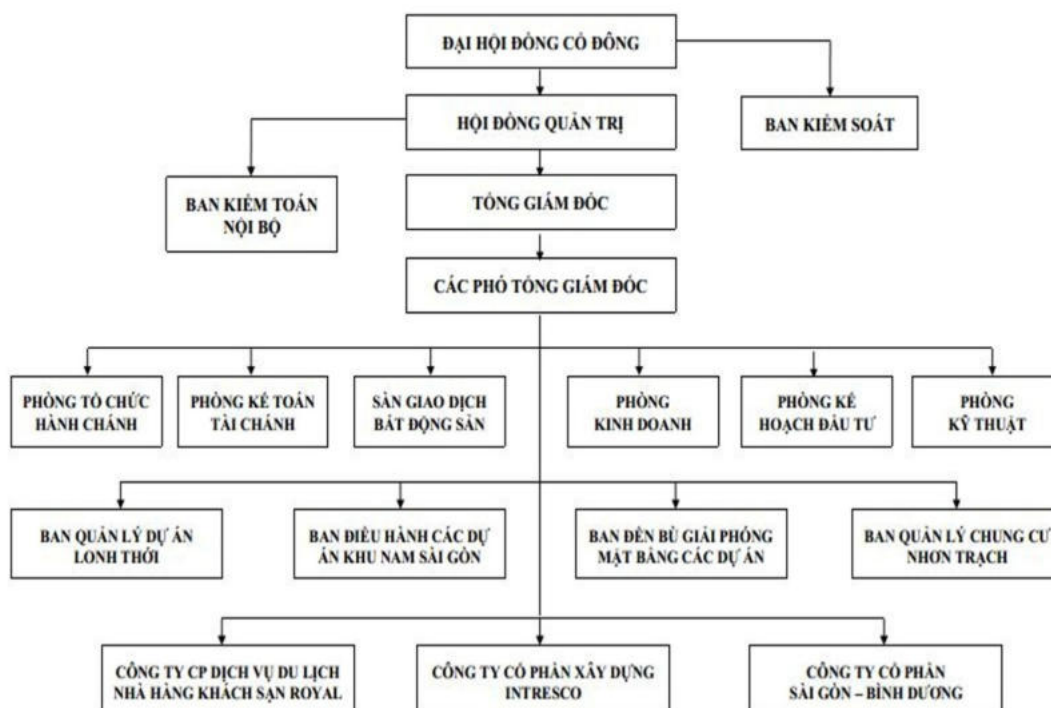 ĐẠI HỘI ĐỒNG CỔ ĐÔNG
HỘI ĐỒNG QUẢN TRỊ
BAN KIỂM SOÁT
BAN KIỂM TOÁN
NỘI BỘ
TỔNG GIÁM ĐỐC
CÁC PHÓ TỔNG GIÁM ĐỐC
PHÒNG TỔ CHỨC
HÀNH CHÁNH
PHÒNG KẾ TOÁN
TÀI CHÁNH
SÀN GIAO DỊCH
BẤT ĐỘNG SẢN
PHÒNG
KINH DOANH
PHÒNG KẾ
HOẠCH ĐẦU TƯ
PHÒNG
KỸ THUẬT
BAN QUẢN LÝ DỰ ÁN
LONH THỚI
BAN ĐIỀU HÀNH CÁC DỰ
ÁN KHU NAM SÀI GÒN
BAN ĐỀN BÙ GIẢI PHÓNG
MẶT BẰNG CÁC DỰ ÁN
BAN QUẢN LÝ CHUNG CƯ
NHƠN TRẠCH
CÔNG TY CP DỊCH VỤ DU LỊCH
NHÀ HÀNG KHÁCH SẠN ROYAL
CÔNG TY CỔ PHẦN XÂY DỰNG
INTRESCO
CÔNG TY CỔ PHẦN
SÀI GÒN – BÌNH DƯƠNG